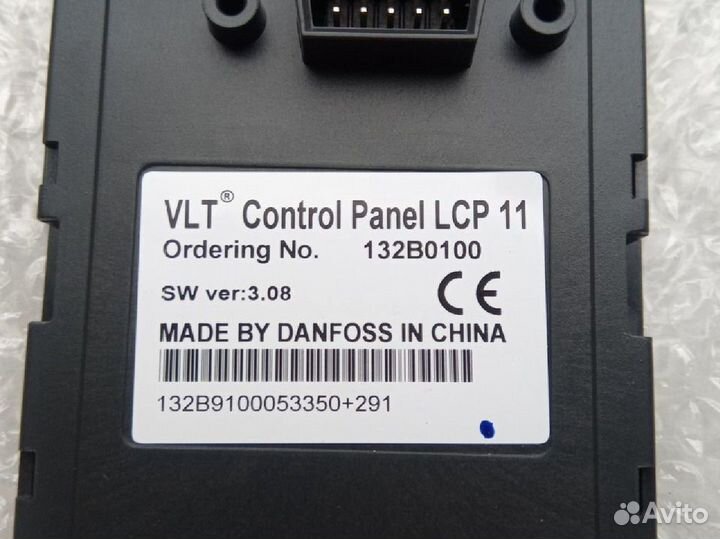 VLT® Control Panel LCP 11
Ordering No. 132B0100
SW ver:3.08 CE
MADE BY DANFOSS IN CHINA
132B9100053350+291
Avito